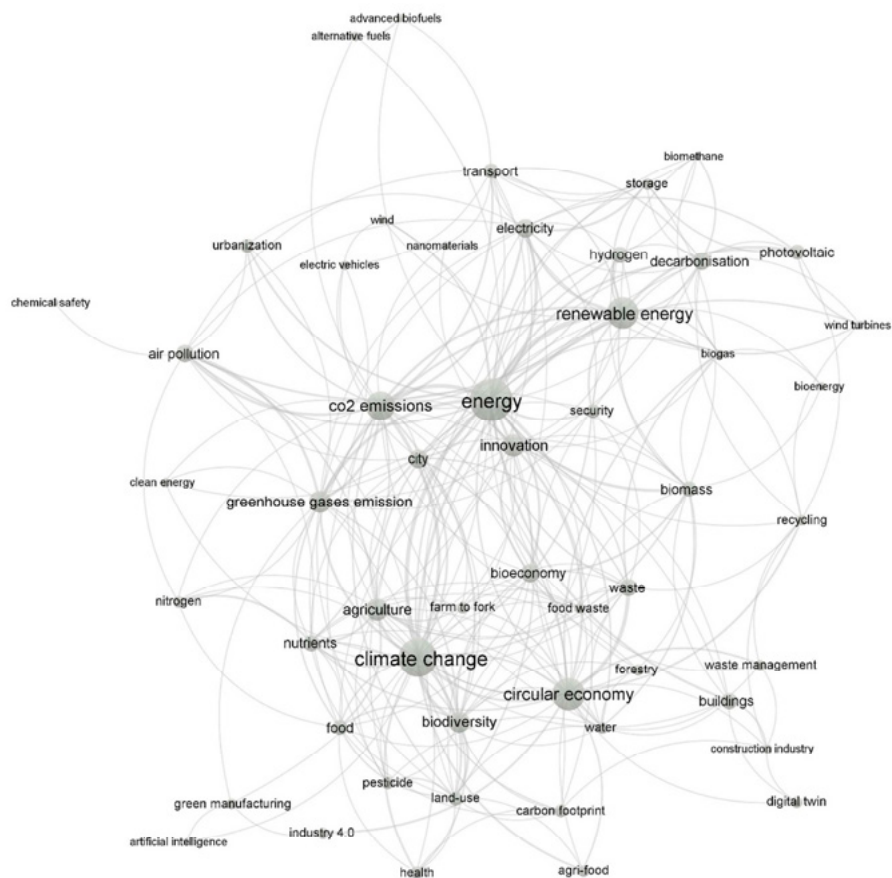 advanced biofuels
alternative fuels
biomethane
transport
storage
wind
electricity
urbanization
nanomaterials
hydrogen
photovoltaic
electric vehicles
decarbonisation
chemical safety
renewable energy
wind turbines
air pollution
biogas
bioenergy
co2 emissions
energy
security
innovation
city
clean energy
biomass
greenhouse gases emission
recycling
bioeconomy
waste
nitrogen
agriculture
farm to fork
food waste
nutrients
climate change
forestry
waste management
circular economy
buildings
food
biodiversity
water
construction industry
pesticide
land-use
green manufacturing
carbon footprint
digital twin
industry 4.0
artificial intelligence
health
agri-food